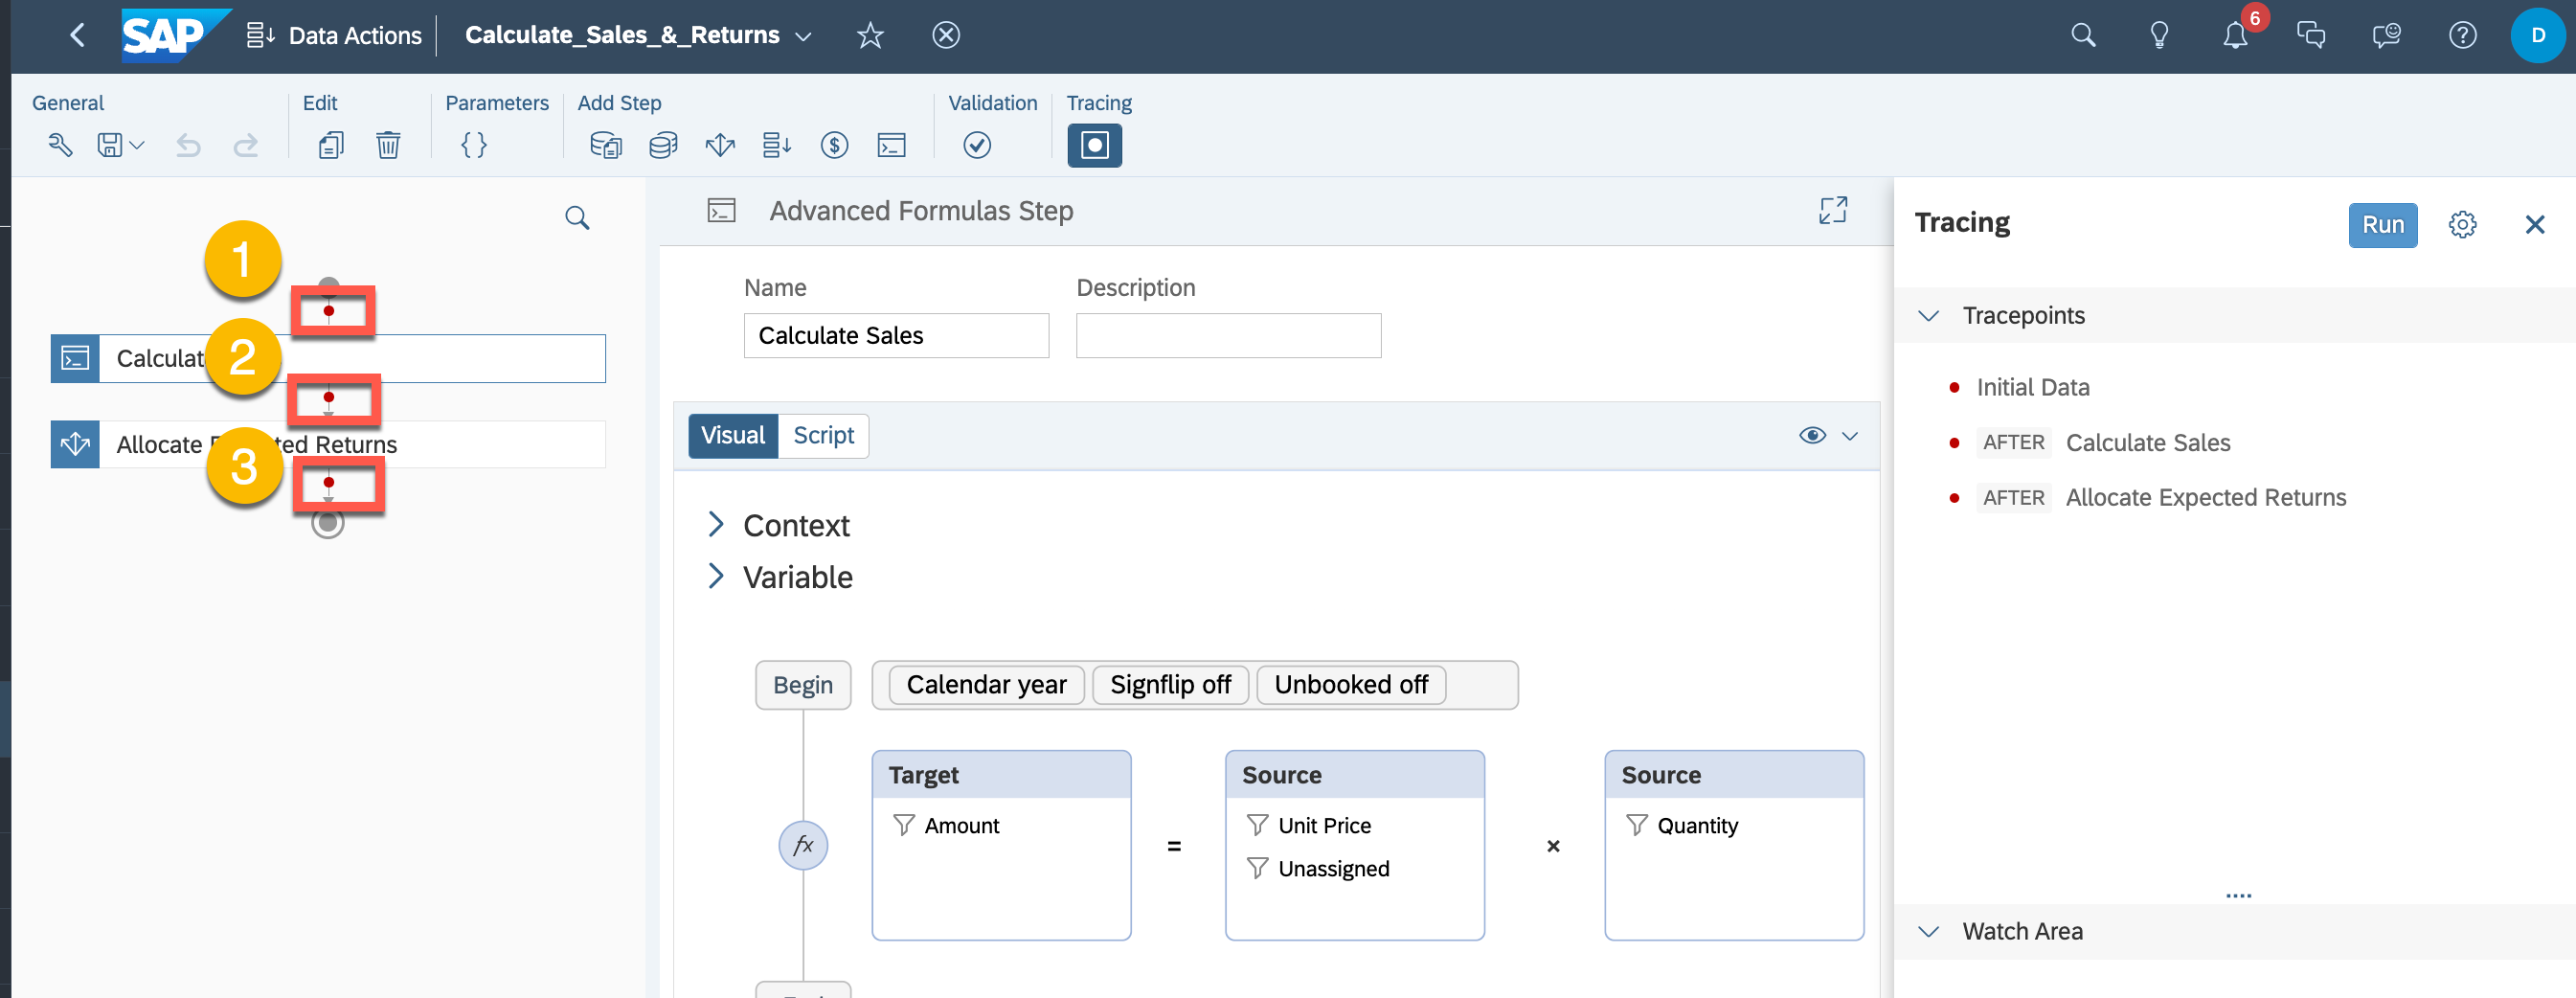 SAP Data Actions Calculate_Sales_&_Returns 6 D
General Edit Parameters Add Step Validation Tracing
Advanced Formulas Step
Tracing Run
1
Name Description
Tracepoints
Calculate Sales
2
Initial Data
3
Allocate Expected Returns
Visual Script
AFTER Calculate Sales
AFTER Allocate Expected Returns
Context
Variable
Begin Calendar year Signflip off Unbooked off
Target Source Source
fx Amount = Unit Price × Quantity
Unassigned
Watch Area